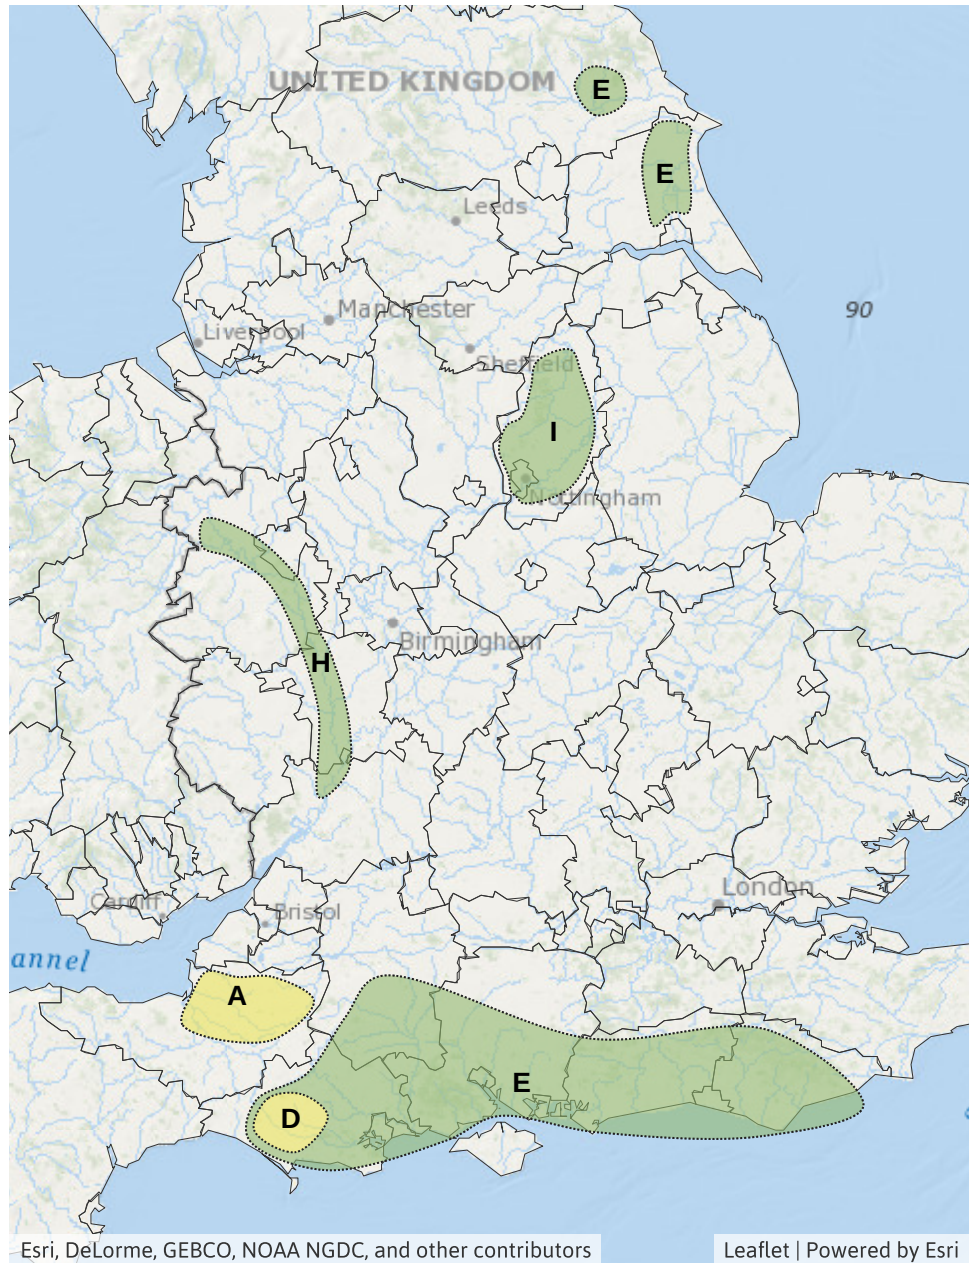 UNITED KINGDOM
E
E
Leeds
Manchester
90
Liverpool
Sheffield
I
Nottingham
Birmingham
H
London
Cardiff
Bristol
annel
A
E
D
Esri, DeLorme, GEBCO, NOAA NGDC, and other contributors
Leaflet | Powered by Esri